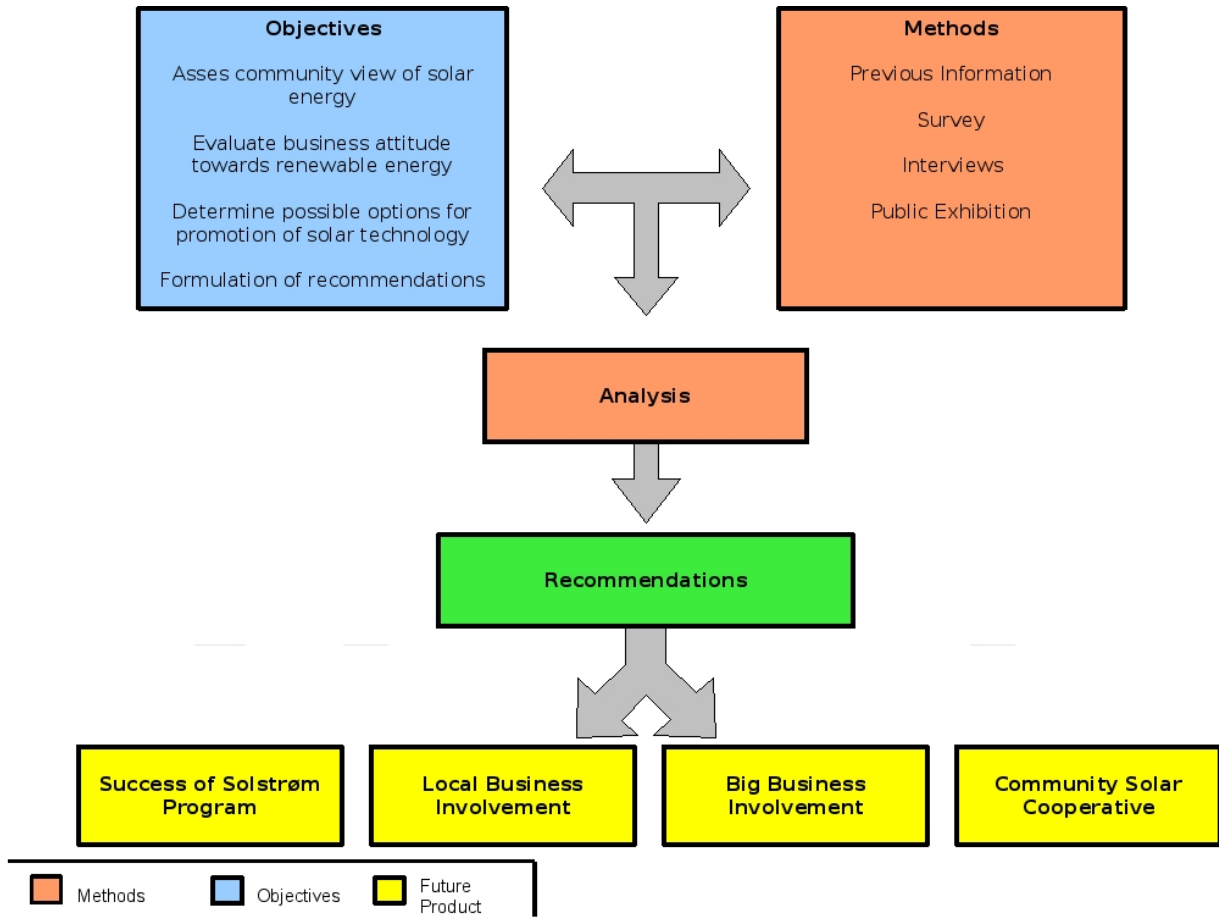 Objectives
Asses community view of solar
energy
Evaluate business attitude
towards renewable energy
Determine possible options for
promotion of solar technology
Formulation of recommendations
Methods
Previous Information
Survey
Interviews
Public Exhibition
Analysis
Recommendations
Success of Solstrøm
Program
Local Business
Involvement
Big Business
Involvement
Community Solar
Cooperative
Methods
Objectives
Future
Product